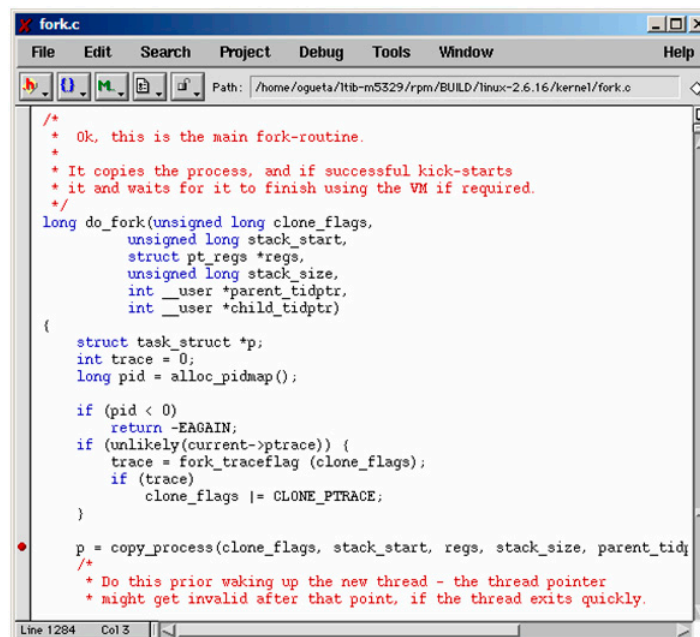 fork.c
File Edit Search Project Debug Tools Window Help
Path: /home/ogueta/ltib-m5329/rpm/BUILD/linux-2.6.16/kernel/fork.c
/*
 *  Ok, this is the main fork-routine.
 *
 * It copies the process, and if successful kick-starts
 * it and waits for it to finish using the VM if required.
 */
long do_fork(unsigned long clone_flags,
unsigned long stack_start,
struct pt_regs *regs,
unsigned long stack_size,
int __user *parent_tidptr,
int __user *child_tidptr)
{
struct task_struct *p;
int trace = 0;
long pid = alloc_pidmap();
if (pid < 0)
return -EAGAIN;
if (unlikely(current->ptrace)) {
trace = fork_traceflag (clone_flags);
if (trace)
clone_flags |= CLONE_PTRACE;
}
p = copy_process(clone_flags, stack_start, regs, stack_size, parent_tidp
/*
 * Do this prior waking up the new thread - the thread pointer
 * might get invalid after that point, if the thread exits quickly.
Line 1284 Col 3